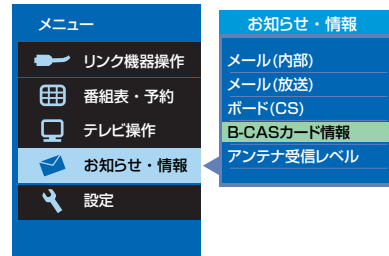 メニュー
リンク機器操作
番組表・予約
テレビ操作
お知らせ・情報
設定
お知らせ・情報
メール(内部)
メール(放送)
ボード(CS)
B-CASカード情報
アンテナ受信レベル